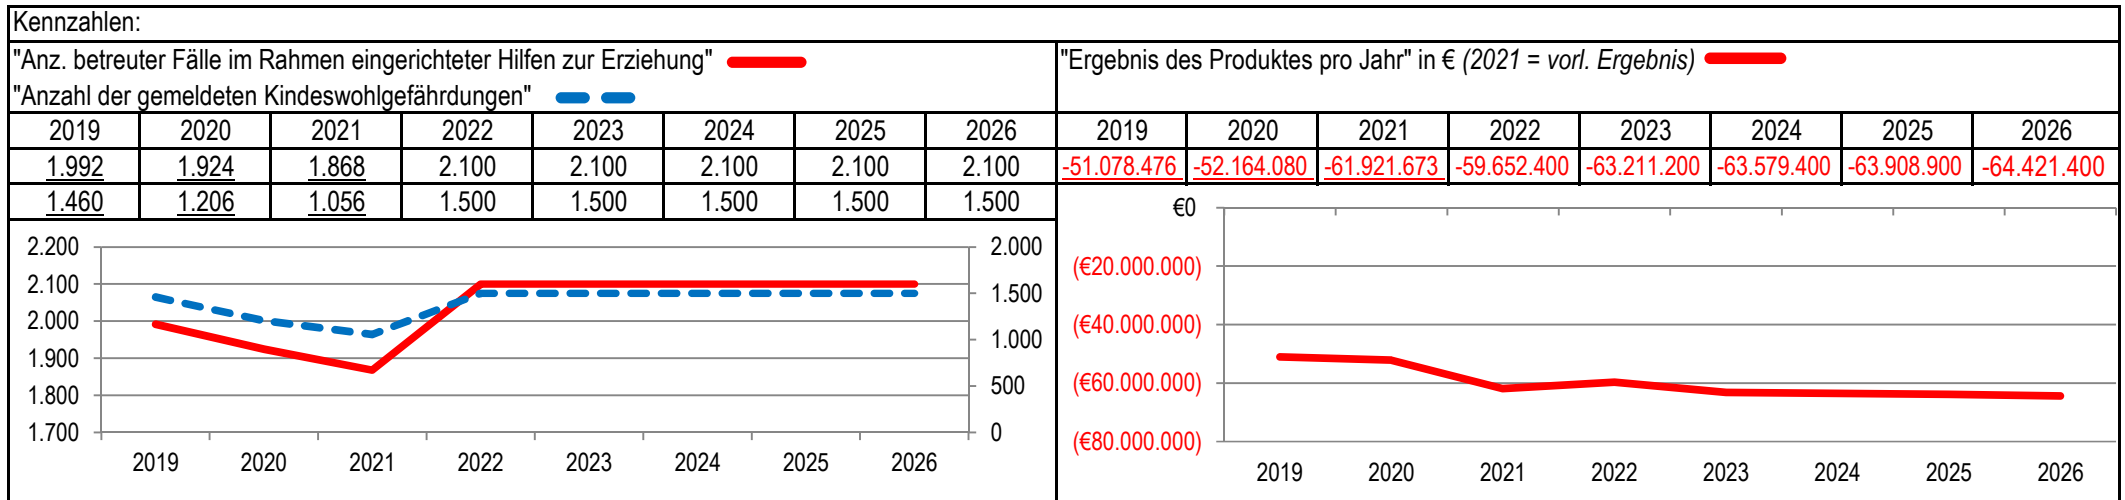 Kennzahlen:
"Anz. betreuter Fälle im Rahmen eingerichteter Hilfen zur Erziehung"
"Anzahl der gemeldeten Kindeswohlgefährdungen"
2019 2020 2021 2022 2023 2024 2025 2026
1.992 1.924 1.868 2.100 2.100 2.100 2.100 2.100
1.460 1.206 1.056 1.500 1.500 1.500 1.500 1.500
2.200 2.000
2.100 1.500
2.000
1.900 1.000
1.800 500
1.700 0
2019 2020 2021 2022 2023 2024 2025 2026
"Ergebnis des Produktes pro Jahr" in € (2021 = vorl. Ergebnis)
2019 2020 2021 2022 2023 2024 2025 2026
-51.078.476 -52.164.080 -61.921.673 -59.652.400 -63.211.200 -63.579.400 -63.908.900 -64.421.400
€0
(€20.000.000)
(€40.000.000)
(€60.000.000)
(€80.000.000)
2019 2020 2021 2022 2023 2024 2025 2026